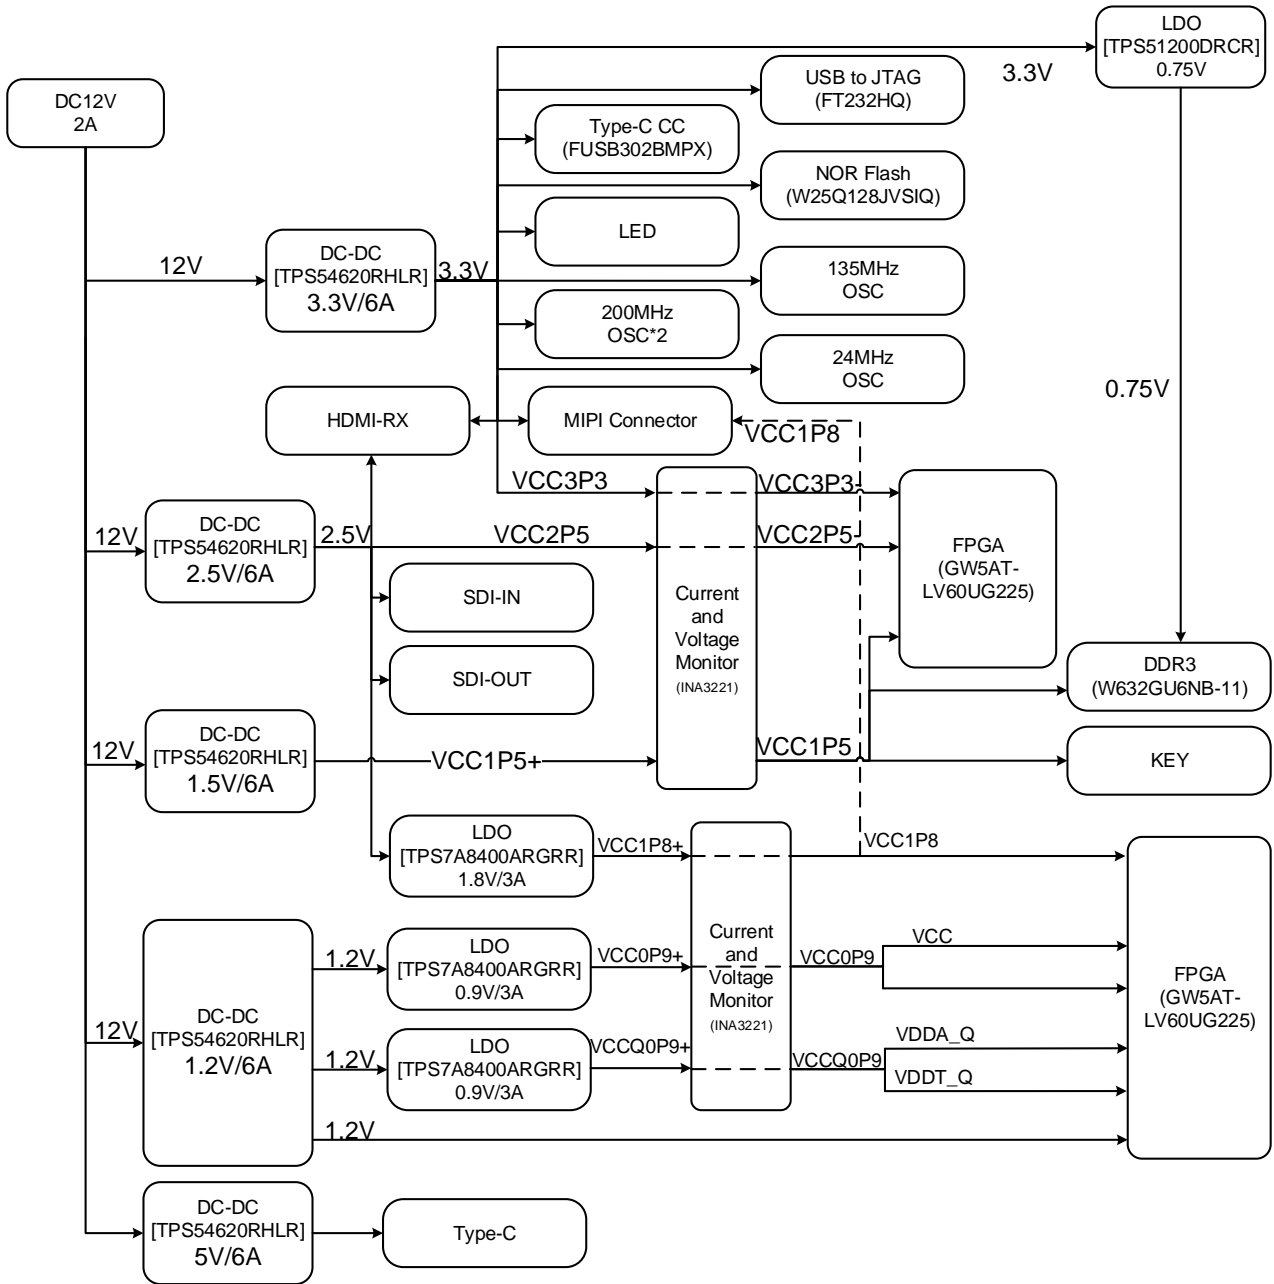 LDO
[TPS51200DRCR]
0.75V
3.3V
USB to JTAG
(FT232HQ)
DC12V
2A
Type-C CC
(FUSB302BMPX)
NOR Flash
(W25Q128JVSIQ)
LED
12V
DC-DC
[TPS54620RHLR]
3.3V/6A
3.3V
135MHz
OSC
200MHz
OSC*2
24MHz
OSC
0.75V
HDMI-RX
MIPI Connector
VCC1P8
VCC3P3
VCC3P3
12V
DC-DC
[TPS54620RHLR]
2.5V/6A
2.5V
VCC2P5
VCC2P5
Current
and
Voltage
Monitor
(INA3221)
FPGA
(GW5AT-
LV60UG225)
SDI-IN
SDI-OUT
DDR3
(W632GU6NB-11)
12V
DC-DC
[TPS54620RHLR]
1.5V/6A
VCC1P5+
VCC1P5
KEY
LDO
[TPS7A8400ARGRR]
1.8V/3A
VCC1P8+
VCC1P8
12V
DC-DC
[TPS54620RHLR]
1.2V/6A
1.2V
LDO
[TPS7A8400ARGRR]
0.9V/3A
VCC0P9+
Current
and
Voltage
Monitor
(INA3221)
VCC0P9
VCC
FPGA
(GW5AT-
LV60UG225)
1.2V
LDO
[TPS7A8400ARGRR]
0.9V/3A
VCCQ0P9+
VCCQ0P9
VDDA_Q
VDDT_Q
1.2V
DC-DC
[TPS54620RHLR]
5V/6A
Type-C